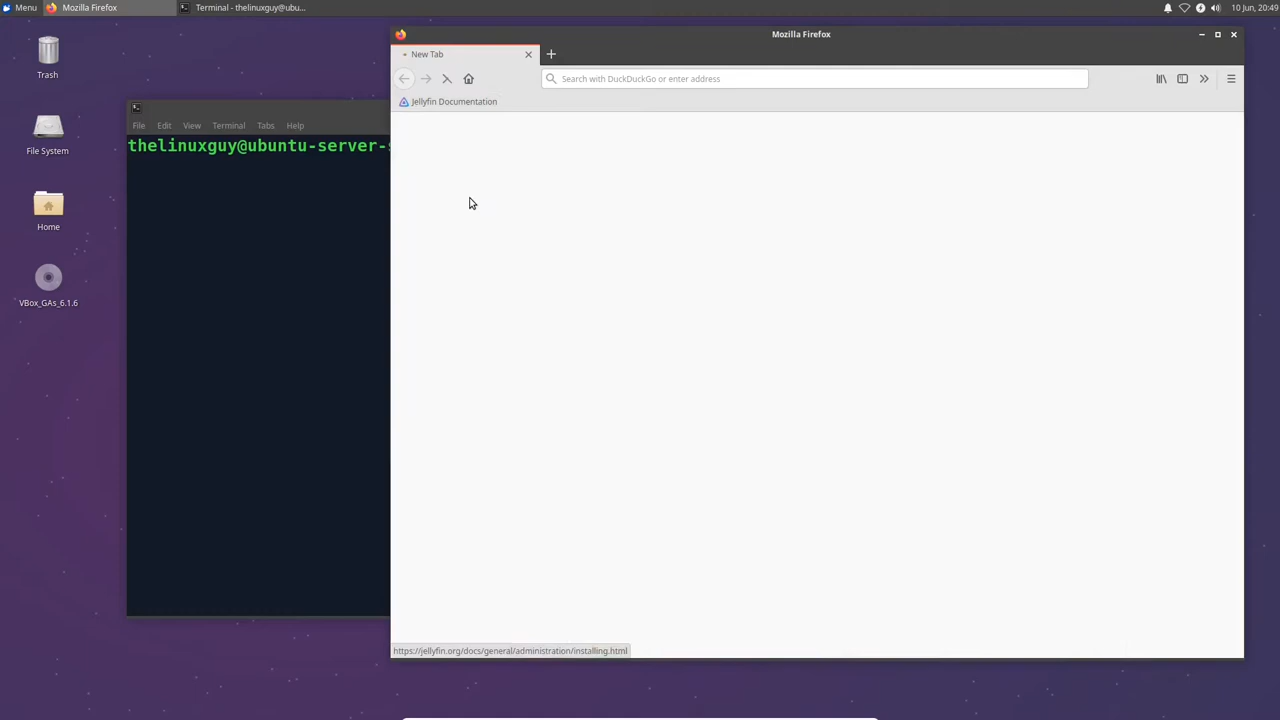 Menu
Mozilla Firefox
Terminal - thelinuxguy@ubu...
10 Jun, 20:49
Trash
File System
Home
VBox_GAs_6.1.6
File Edit View Terminal Tabs Help
thelinuxguy@ubuntu-server-
Mozilla Firefox
New Tab
Search with DuckDuckGo or enter address
Jellyfin Documentation
https://jellyfin.org/docs/general/administration/installing.html